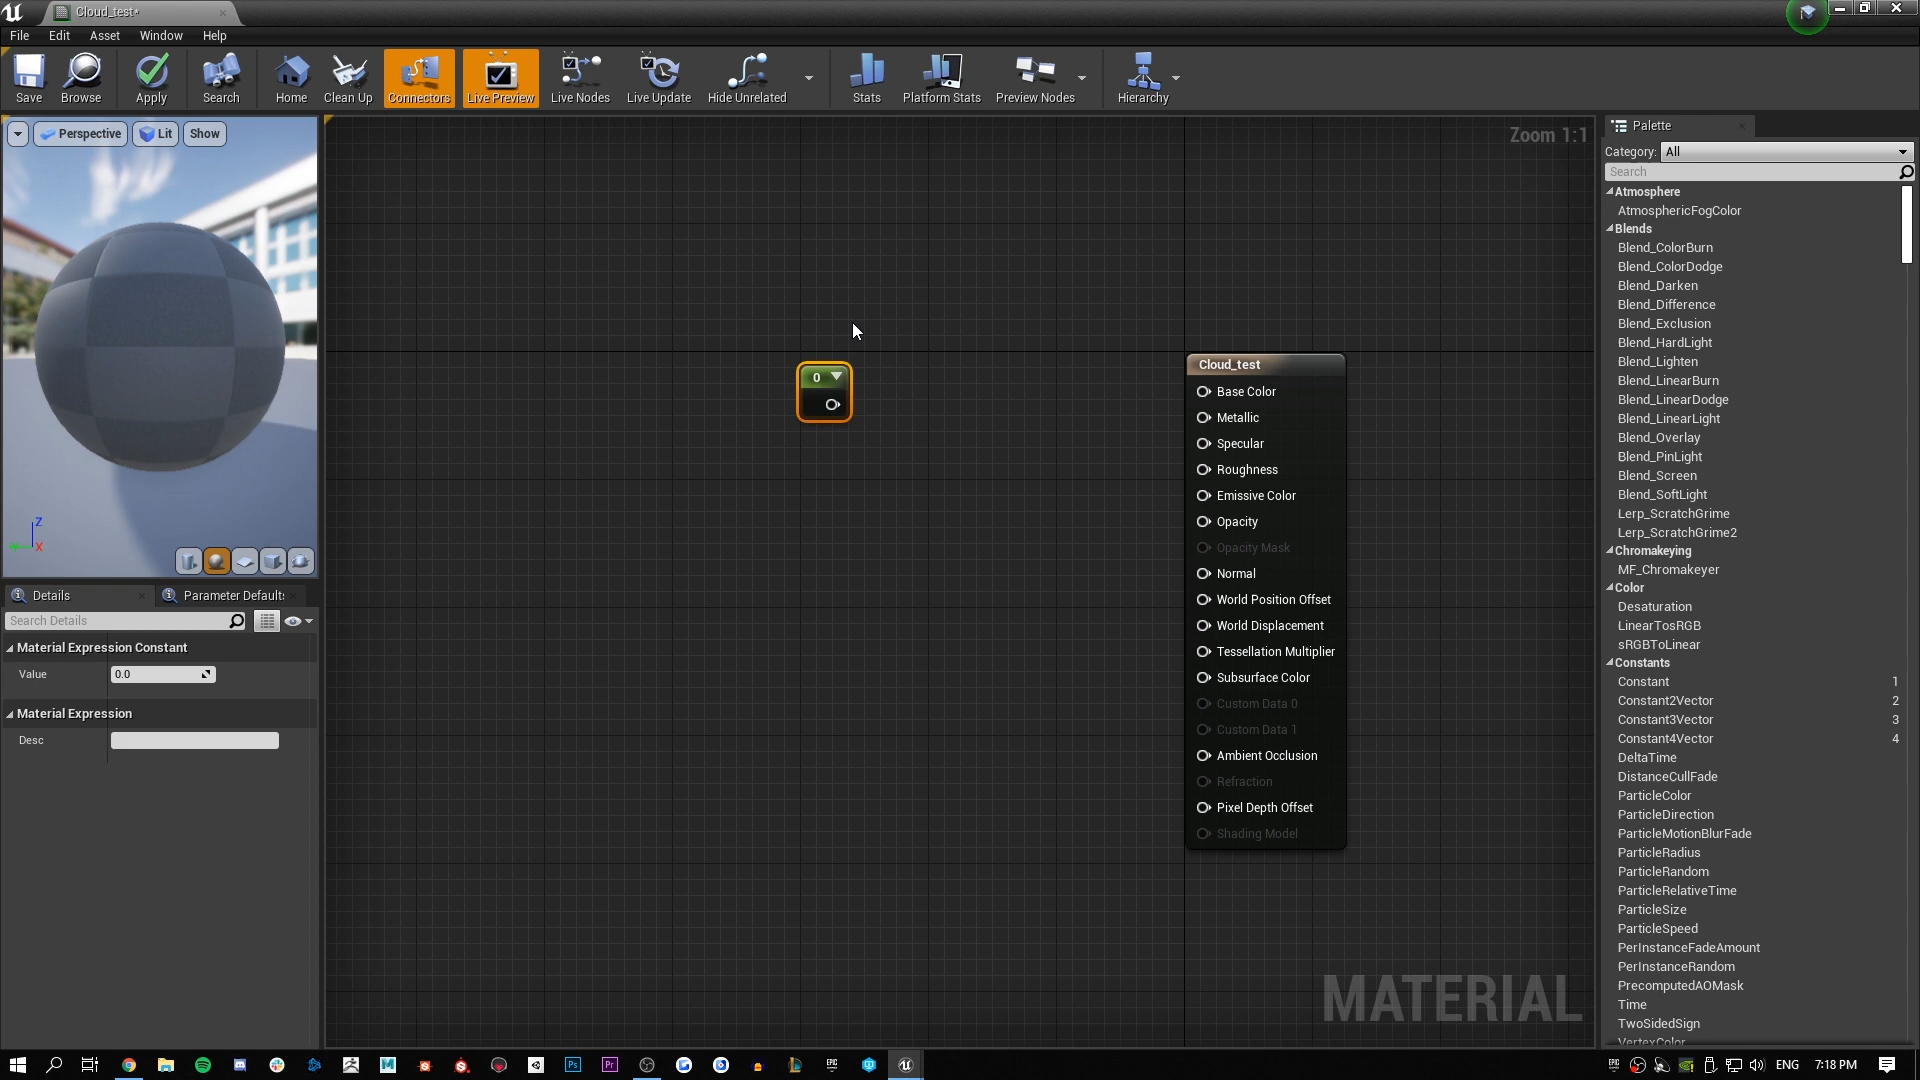 Cloud_test*
File Edit Asset Window Help
Save Browse Apply Search Home Clean Up Connectors Live Preview Live Nodes Live Update Hide Unrelated Stats Platform Stats Preview Nodes Hierarchy
Perspective Lit Show
Z
X
Details
Parameter Defaults
Search Details
Material Expression Constant
Value 0.0
Material Expression
Desc
Zoom 1:1
0
Cloud_test
Base Color
Metallic
Specular
Roughness
Emissive Color
Opacity
Opacity Mask
Normal
World Position Offset
World Displacement
Tessellation Multiplier
Subsurface Color
Custom Data 0
Custom Data 1
Ambient Occlusion
Refraction
Pixel Depth Offset
Shading Model
MATERIAL
Palette
Category: All
Search
Atmosphere
AtmosphericFogColor
Blends
Blend_ColorBurn
Blend_ColorDodge
Blend_Darken
Blend_Difference
Blend_Exclusion
Blend_HardLight
Blend_Lighten
Blend_LinearBurn
Blend_LinearDodge
Blend_LinearLight
Blend_Overlay
Blend_PinLight
Blend_Screen
Blend_SoftLight
Lerp_ScratchGrime
Lerp_ScratchGrime2
Chromakeying
MF_Chromakeyer
Color
Desaturation
LinearTosRGB
sRGBToLinear
Constants
Constant 1
Constant2Vector 2
Constant3Vector 3
Constant4Vector 4
DeltaTime
DistanceCullFade
ParticleColor
ParticleDirection
ParticleMotionBlurFade
ParticleRadius
ParticleRandom
ParticleRelativeTime
ParticleSize
ParticleSpeed
PerInstanceFadeAmount
PerInstanceRandom
PrecomputedAOMask
Time
TwoSidedSign
VertexColor
Ps Pr
ENG 7:18 PM